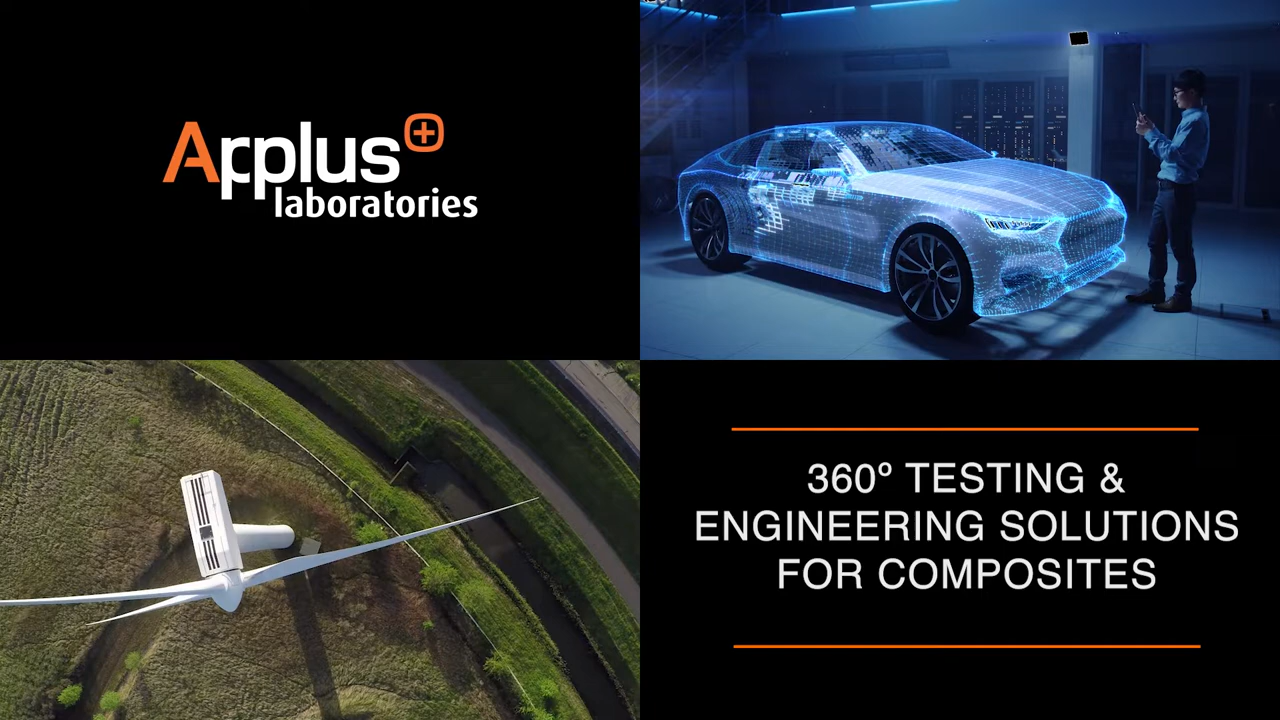 Applus+
laboratories
360º TESTING &
ENGINEERING SOLUTIONS
FOR COMPOSITES